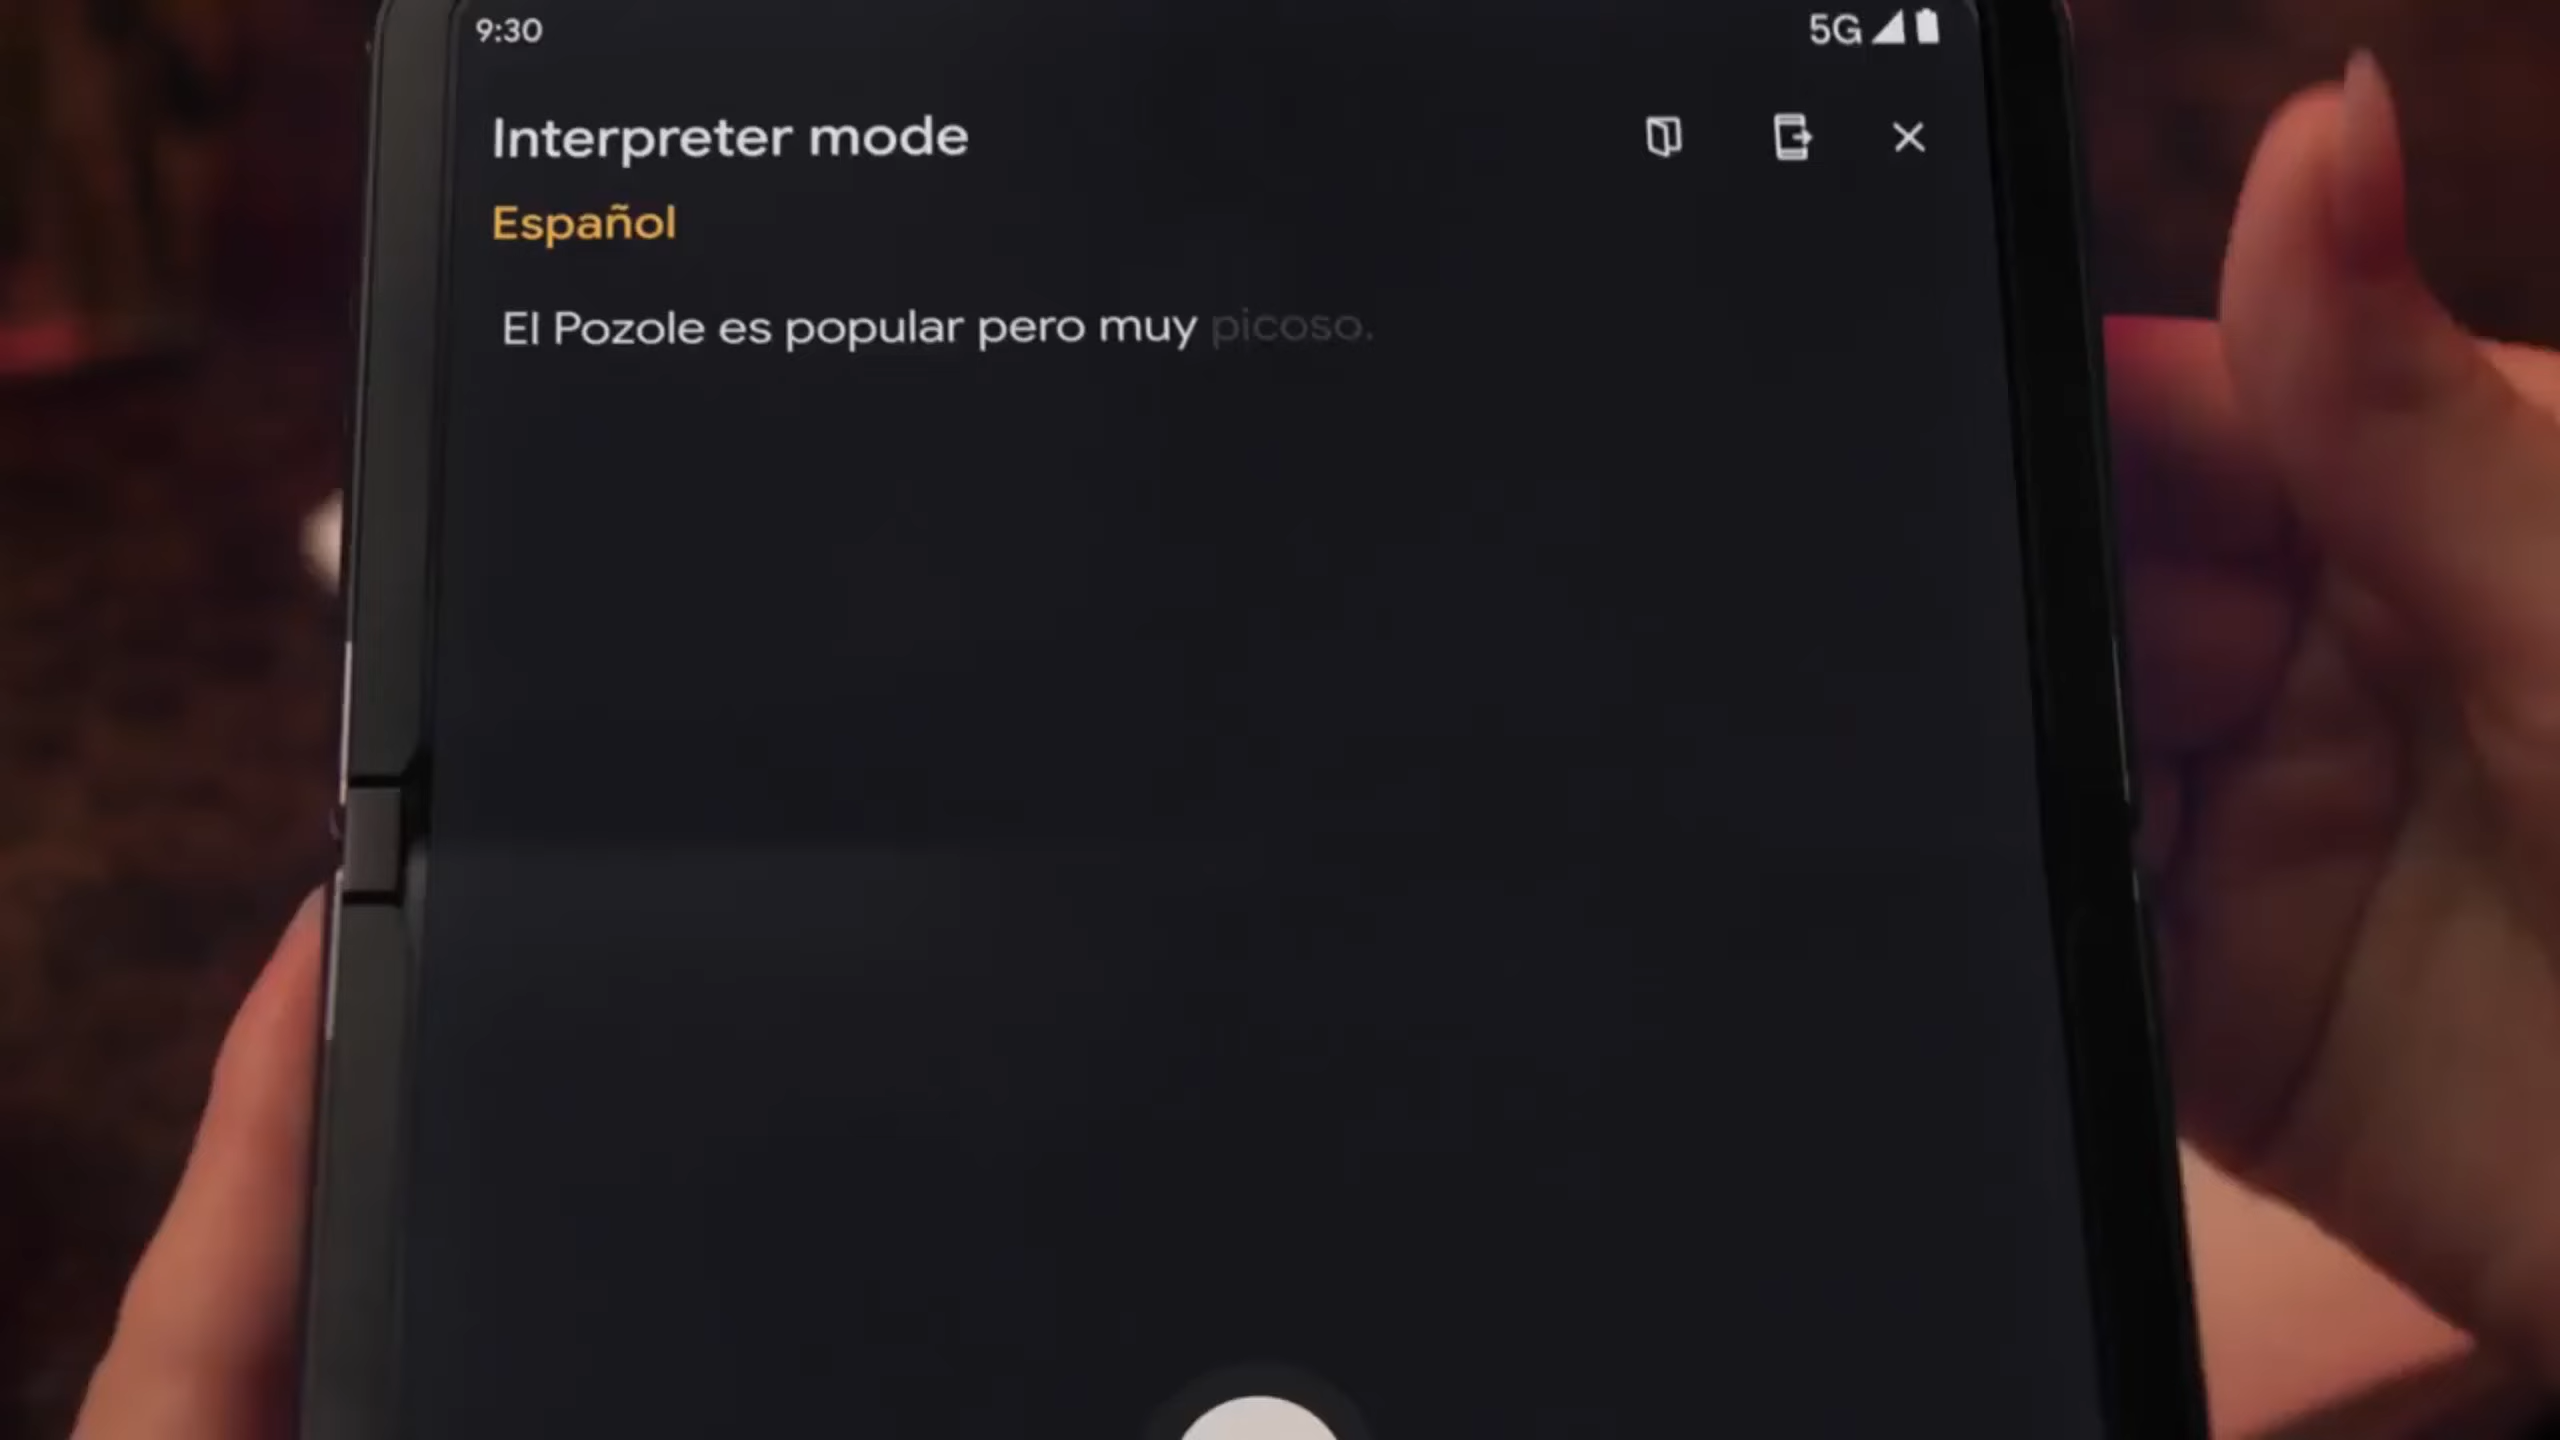 9:30
5G
Interpreter mode
Español
El Pozole es popular pero muy picoso.